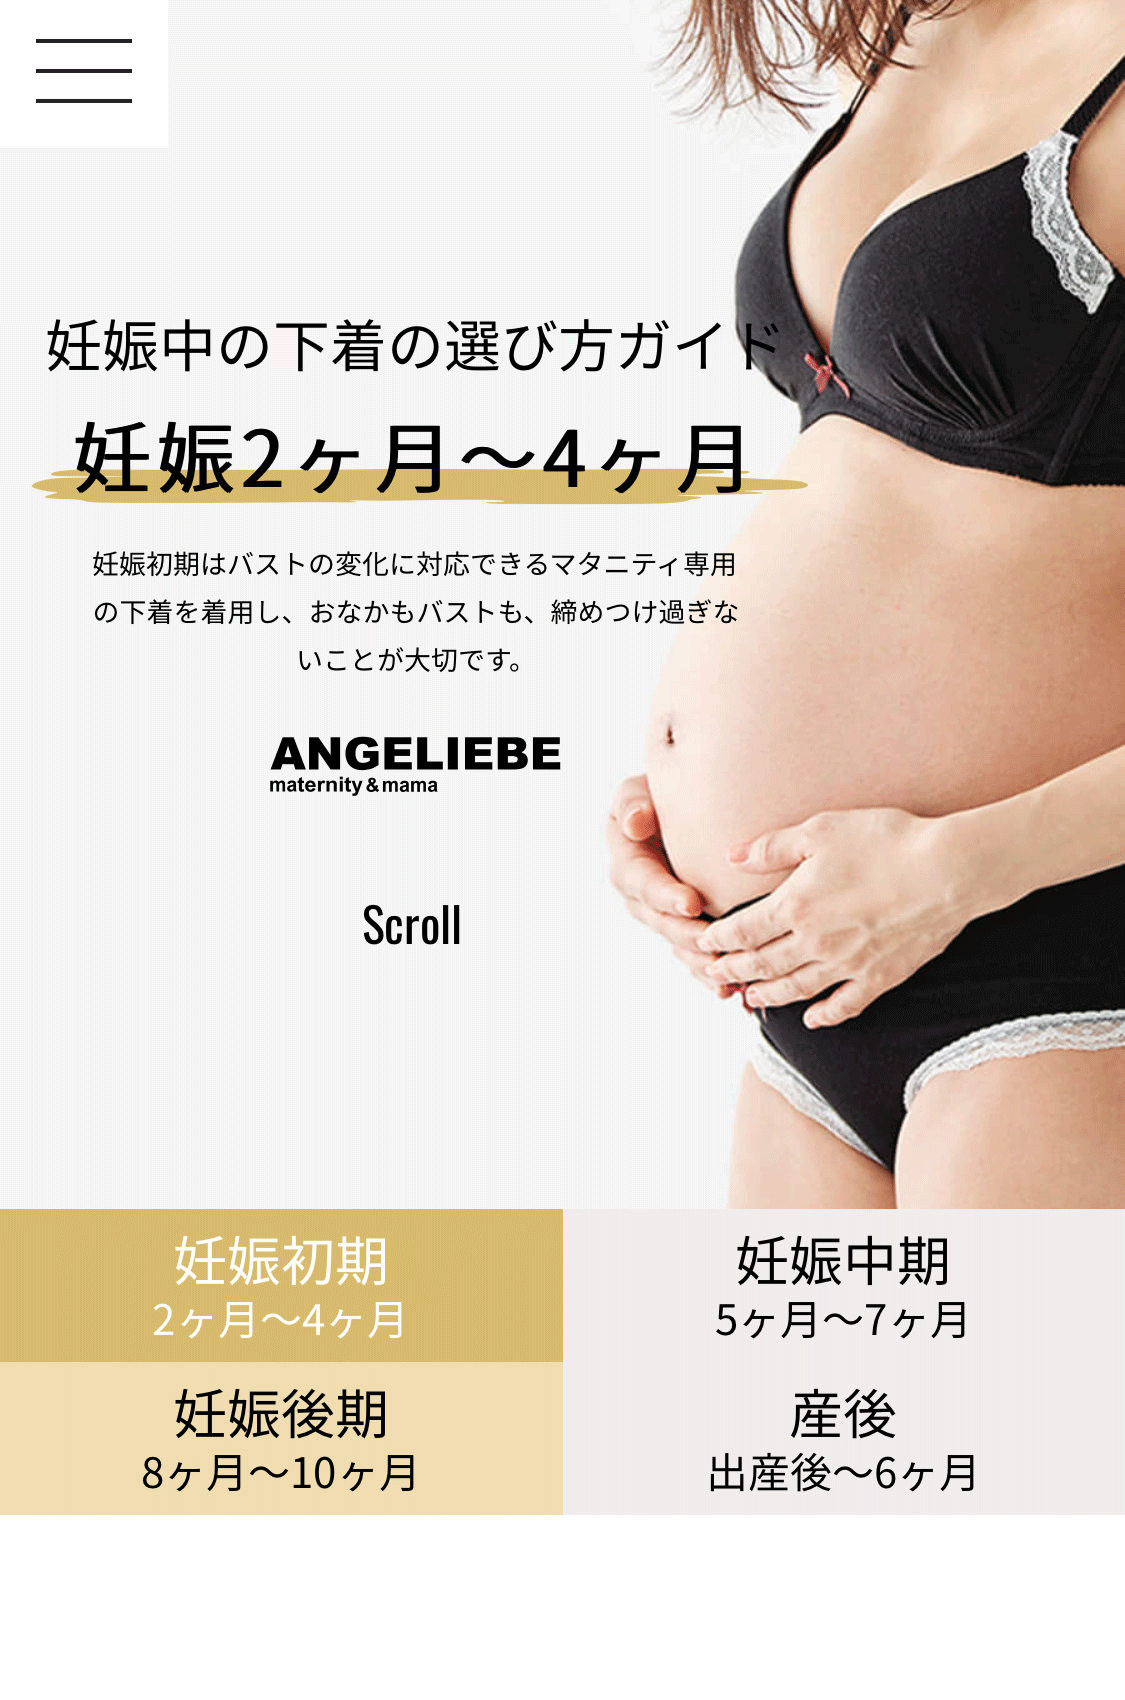 妊娠中の下着の選び方ガイド
妊娠2ヶ月〜4ヶ月
妊娠初期はバストの変化に対応できるマタニティ専用
の下着を着用し、おなかもバストも、締めつけ過ぎな
いことが大切です。
ANGELIEBE
maternity & mama
Scroll
妊娠初期
2ヶ月〜4ヶ月
妊娠中期
5ヶ月〜7ヶ月
妊娠後期
8ヶ月〜10ヶ月
産後
出産後〜6ヶ月